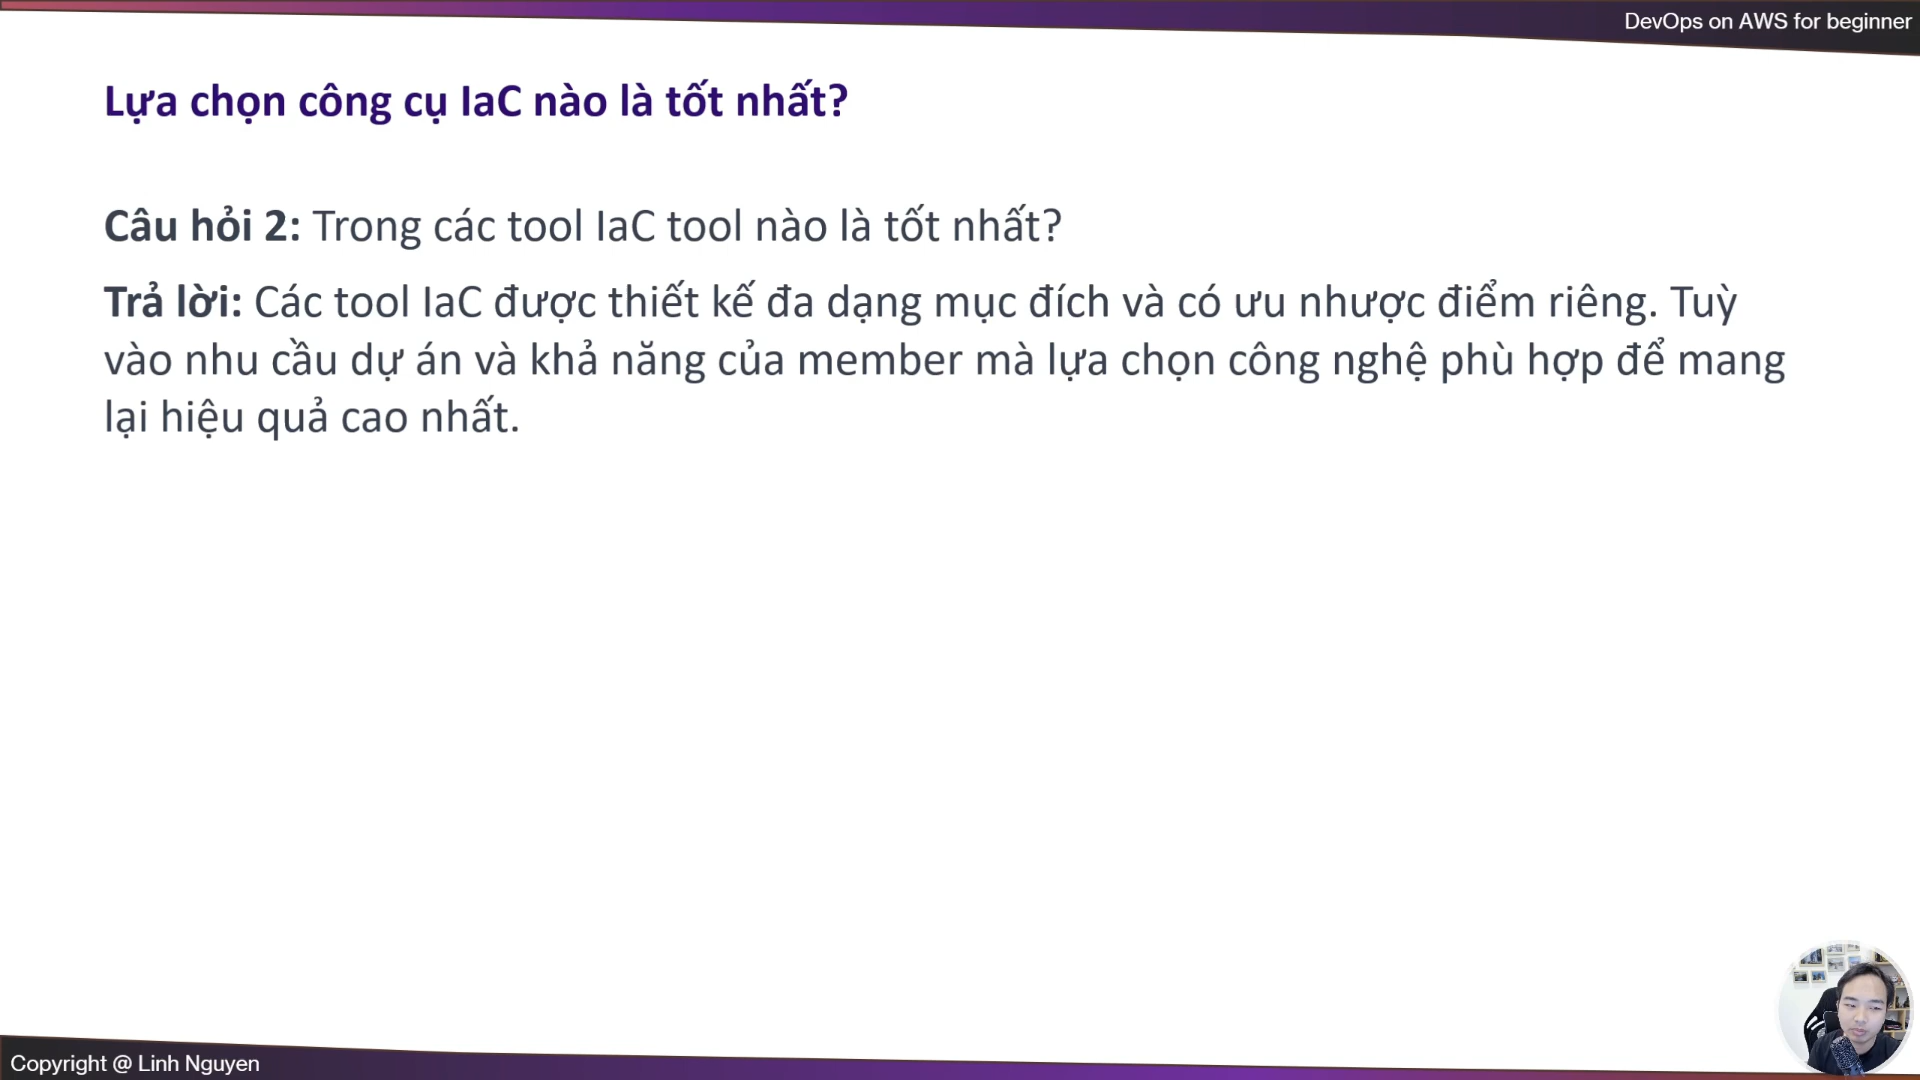 DevOps on AWS for beginner
Lựa chọn công cụ IaC nào là tốt nhất?
Câu hỏi 2: Trong các tool IaC tool nào là tốt nhất?
Trả lời: Các tool IaC được thiết kế đa dạng mục đích và có ưu nhược điểm riêng. Tuỳ
vào nhu cầu dự án và khả năng của member mà lựa chọn công nghệ phù hợp để mang
lại hiệu quả cao nhất.
Copyright @ Linh Nguyen